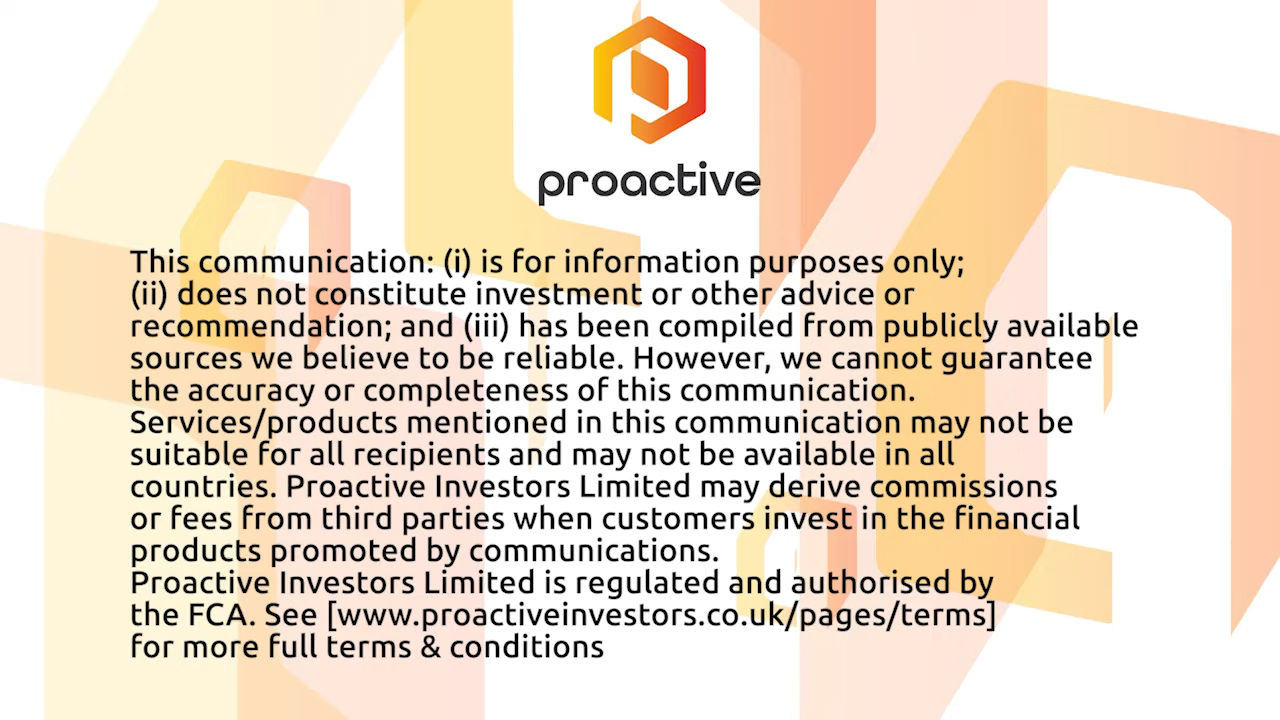 proactive
This communication: (i) is for information purposes only;
(ii) does not constitute investment or other advice or
recommendation; and (iii) has been compiled from publicly available
sources we believe to be reliable. However, we cannot guarantee
the accuracy or completeness of this communication.
Services/products mentioned in this communication may not be
suitable for all recipients and may not be available in all
countries. Proactive Investors Limited may derive commissions
or fees from third parties when customers invest in the financial
products promoted by communications.
Proactive Investors Limited is regulated and authorised by
the FCA. See [www.proactiveinvestors.co.uk/pages/terms]
for more full terms & conditions